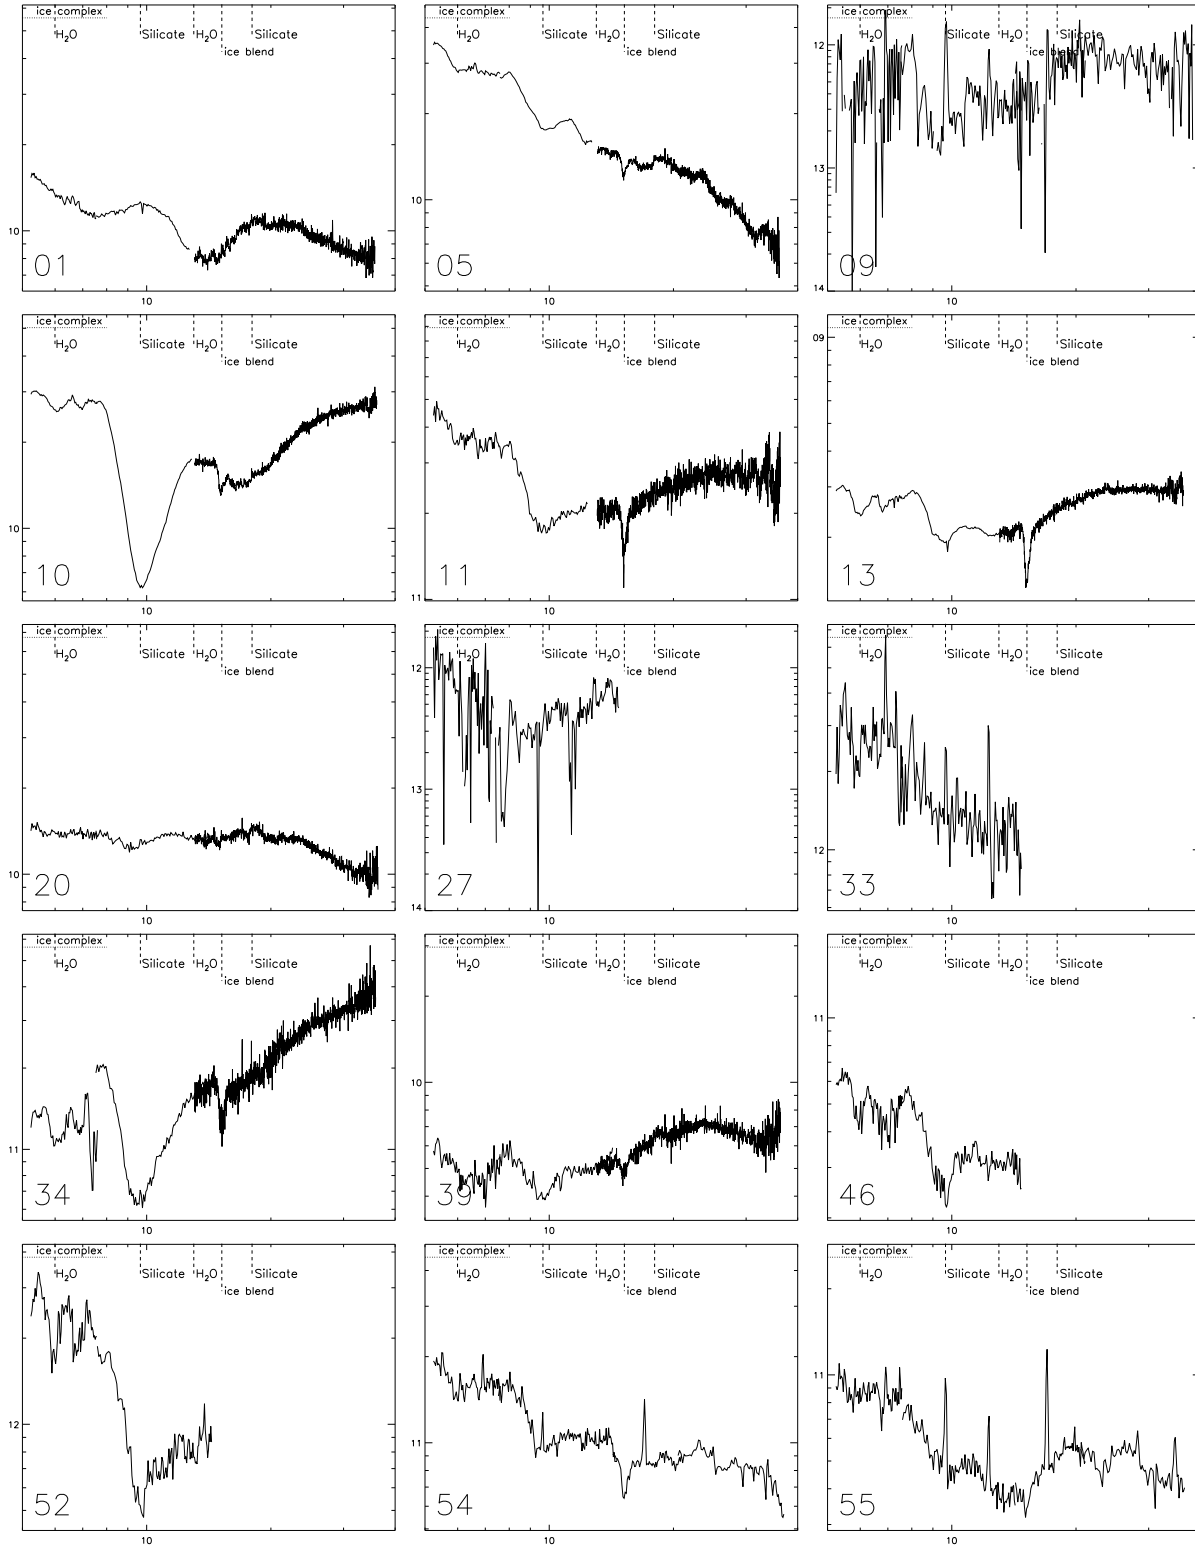 ice complex
H2O Silicate H2O Silicate
ice blend
10
01
10
ice complex
H2O Silicate H2O Silicate
ice blend
10
05
10
ice complex
12 H2O Silicate H2O Silicate
ice blend
13
09
14
10
ice complex
H2O Silicate H2O Silicate
ice blend
10
10
10
ice complex
H2O Silicate H2O Silicate
ice blend
11
11
10
ice complex
09 H2O Silicate H2O Silicate
ice blend
13
10
ice complex
H2O Silicate H2O Silicate
ice blend
10
20
10
ice complex
12 H2O Silicate H2O Silicate
ice blend
13
27
14
10
ice complex
H2O Silicate H2O Silicate
ice blend
12
33
10
ice complex
H2O Silicate H2O Silicate
ice blend
11
34
10
ice complex
H2O Silicate H2O Silicate
ice blend
10
39
10
ice complex
H2O Silicate H2O Silicate
ice blend
11
46
10
ice complex
H2O Silicate H2O Silicate
ice blend
12
52
10
ice complex
H2O Silicate H2O Silicate
ice blend
11
54
10
ice complex
H2O Silicate H2O Silicate
ice blend
11
55
10